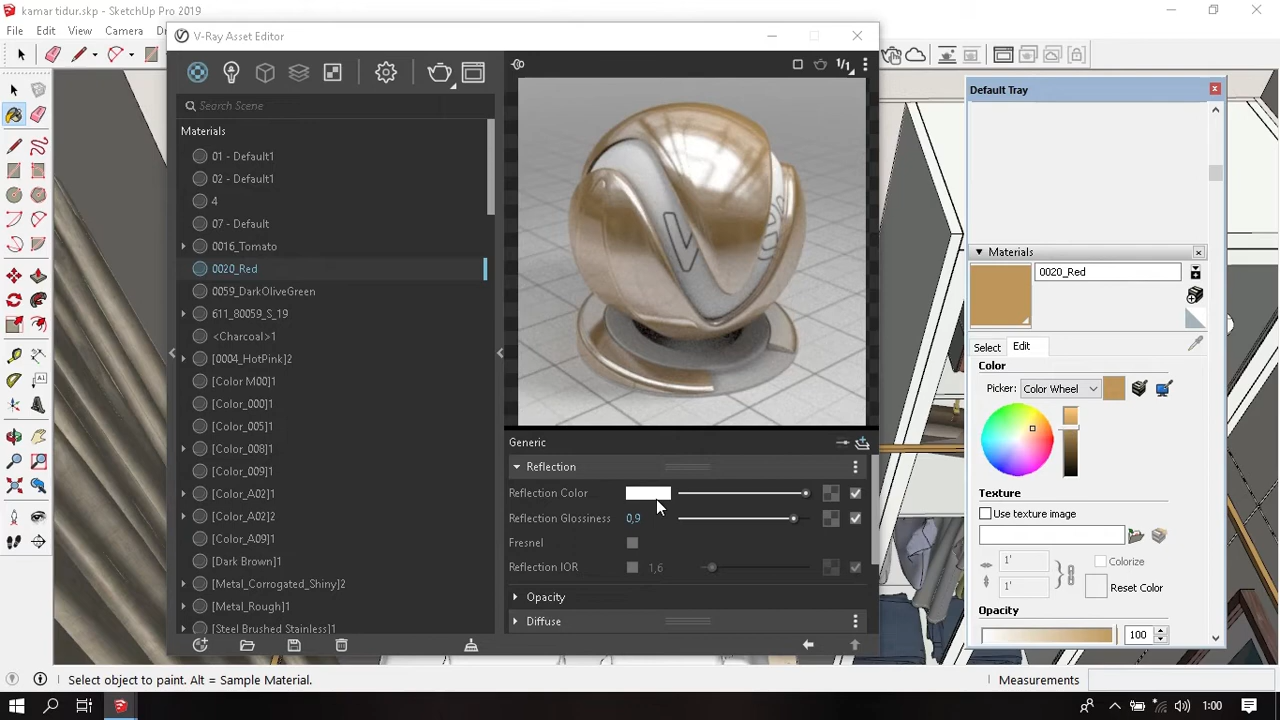 kamar tidur.skp - SketchUp Pro 2019
File Edit View Camera D
V-Ray Asset Editor
Search Scene
1/1
Materials
01 - Default1
02 - Default1
4
07 - Default
0016_Tomato
0020_Red
0059_DarkOliveGreen
611_80059_S_19
<Charcoal>1
[0004_HotPink]2
[Color M00]1
[Color_000]1
[Color_005]1
[Color_008]1
[Color_009]1
[Color_A02]1
[Color_A02]2
[Color_A09]1
[Dark Brown]1
[Metal_Corrogated_Shiny]2
[Metal_Rough]1
[Steel Brushed Stainless]1
Generic
Reflection
Reflection Color
Reflection Glossiness 0,9
Fresnel
Reflection IOR 1,6
Opacity
Diffuse
Default Tray
Materials
0020_Red
Select Edit
Color
Picker: Color Wheel
Texture
Use texture image
1'
Colorize
1'
Reset Color
Opacity
100
Select object to paint. Alt = Sample Material.
Measurements
1:00